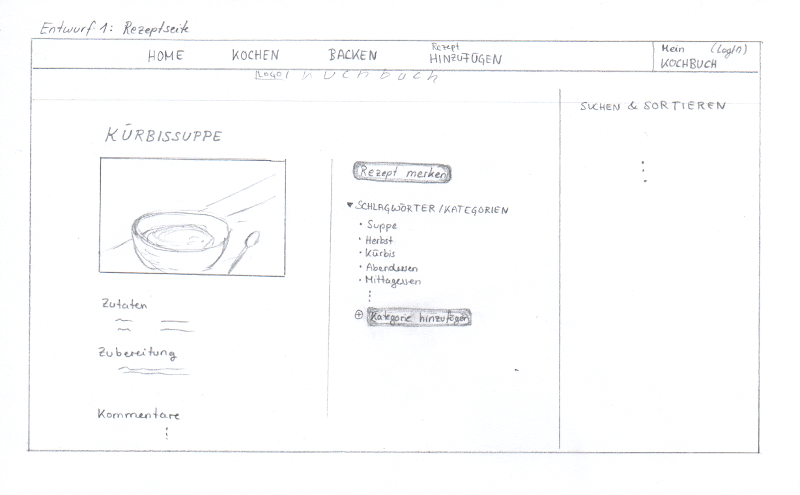 Entwurf 1: Rezeptseite
HOME KOCHEN BACKEN Rezept HINZUFÜGEN Mein (Login) KOCHBUCH
[Logo] Kochbuch
SUCHEN & SORTIEREN
KÜRBISSUPPE
Rezept merken
▾ SCHLAGWÖRTER/KATEGORIEN
• Suppe
• Herbst
• Kürbis
• Abendessen
• Mittagessen
⊕ Kategorie hinzufügen
Zutaten
Zubereitung
Kommentare